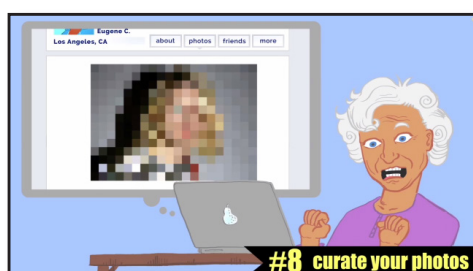 Eugene C.
Los Angeles, CA
about photos friends more
#8 curate your photos